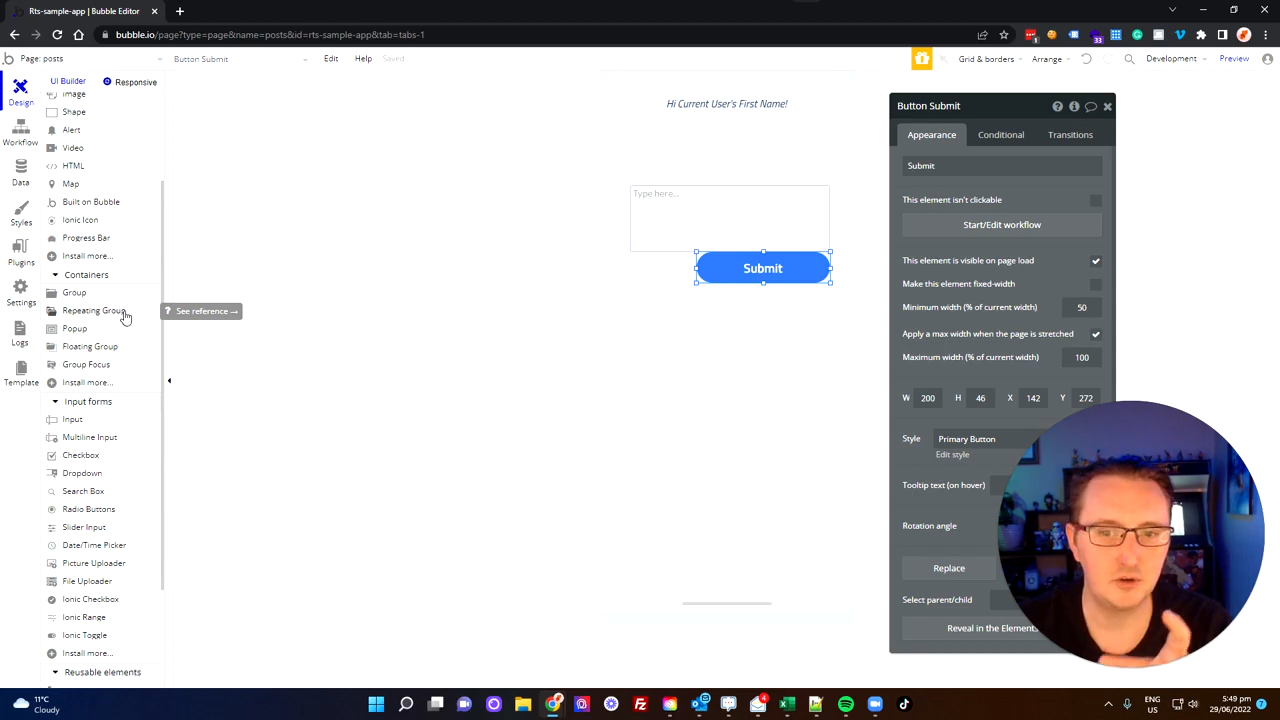 Rts-sample-app | Bubble Editor
bubble.io/page?type=page&name=posts&id=rts-sample-app&tab=tabs-1
Page: posts
Button Submit
Edit
Help
Saved
Grid & borders
Arrange
Development
Preview
Design
Workflow
Data
Styles
Plugins
Settings
Logs
Template
UI Builder
Responsive
Image
Shape
Alert
Video
HTML
Map
Built on Bubble
Ionic Icon
Progress Bar
Install more...
Containers
Group
Repeating Group
See reference →
Popup
Floating Group
Group Focus
Install more...
Input forms
Input
Multiline Input
Checkbox
Dropdown
Search Box
Radio Buttons
Slider Input
Date/Time Picker
Picture Uploader
File Uploader
Ionic Checkbox
Ionic Range
Ionic Toggle
Install more...
Reusable elements
Hi Current User's First Name!
Type here...
Submit
Button Submit
Appearance
Conditional
Transitions
Submit
This element isn't clickable
Start/Edit workflow
This element is visible on page load
Make this element fixed-width
Minimum width (% of current width) 50
Apply a max width when the page is stretched
Maximum width (% of current width) 100
W 200 H 46 X 142 Y 272
Style Primary Button
Edit style
Tooltip text (on hover)
Rotation angle
Replace
Select parent/child
Reveal in the Elements
11°C
Cloudy
ENG
US
5:49 pm
29/06/2022